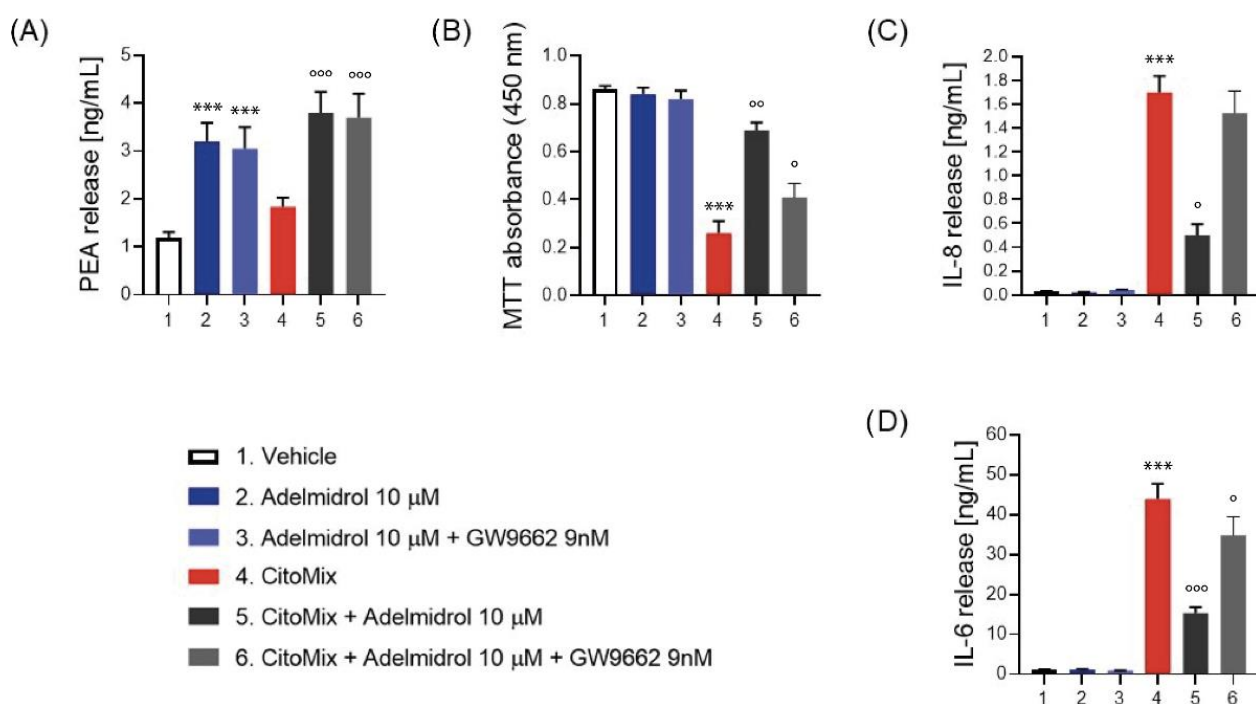 (A)
PEA release [ng/mL]
5
4
3
2
1
0
***
***
°°°
°°°
1 2 3 4 5 6
(B)
MTT absorbance (450 nm)
1.0
0.8
0.6
0.4
0.2
0.0
***
°°
°
1 2 3 4 5 6
(C)
IL-8 release [ng/mL]
2.0
1.8
1.6
1.4
1.2
1.0
0.8
0.6
0.4
0.2
0.0
***
°
1 2 3 4 5 6
1. Vehicle
2. Adelmidrol 10 µM
3. Adelmidrol 10 µM + GW9662 9nM
4. CitoMix
5. CitoMix + Adelmidrol 10 µM
6. CitoMix + Adelmidrol 10 µM + GW9662 9nM
(D)
IL-6 release [ng/mL]
60
50
40
30
20
10
0
***
°°°
°
1 2 3 4 5 6